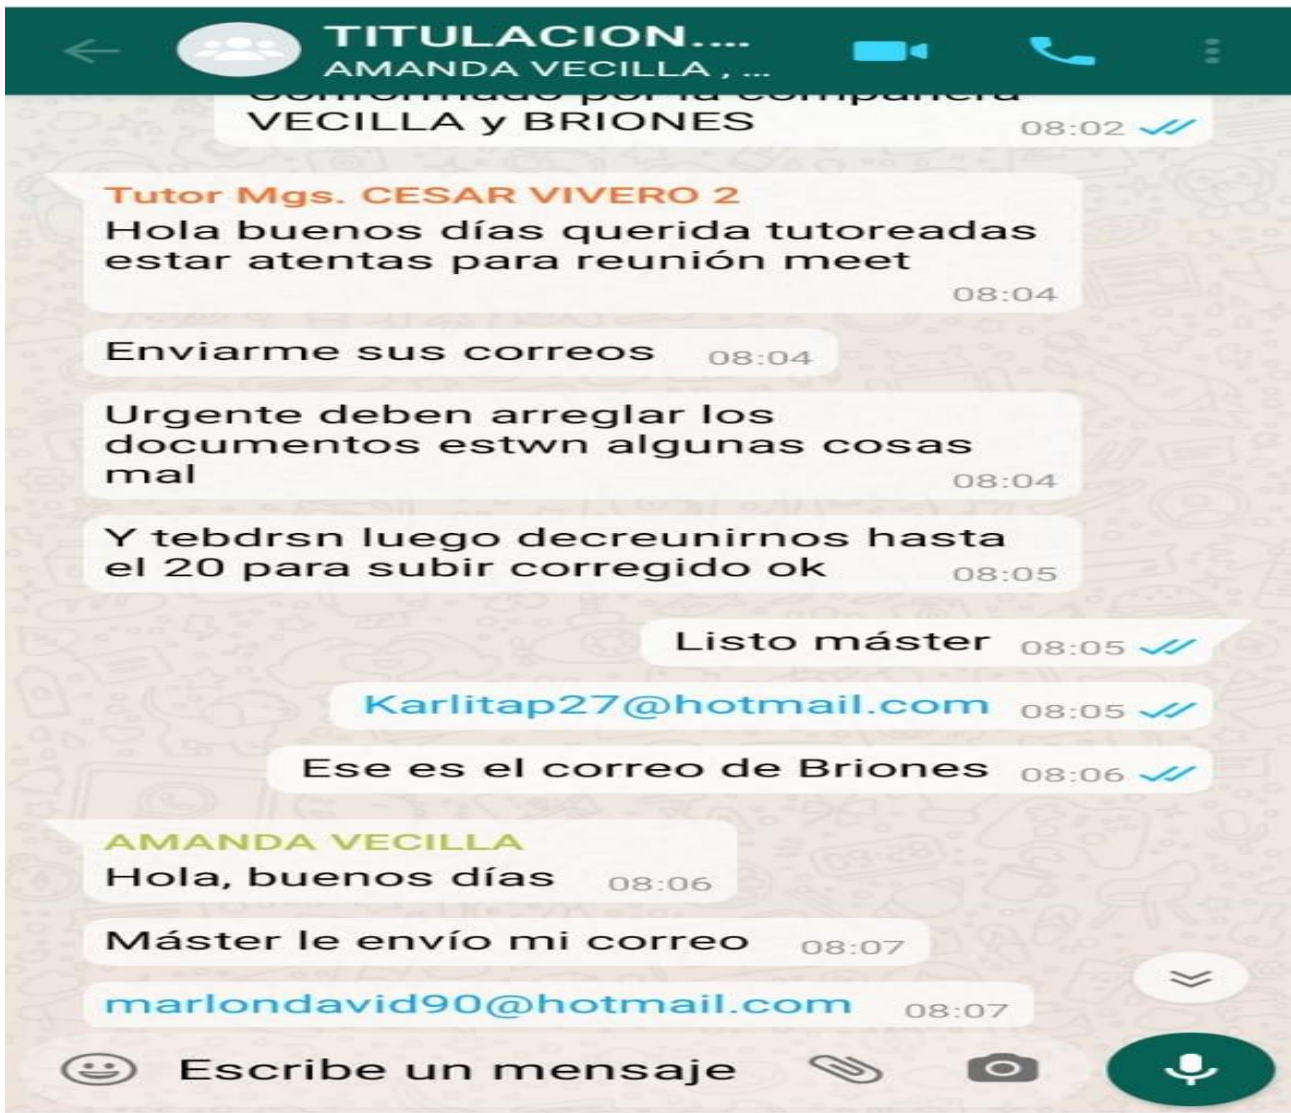 TITULACION....
AMANDA VECILLA , ...
Conformado por la compañera
VECILLA y BRIONES 08:02
Tutor Mgs. CESAR VIVERO 2
Hola buenos días querida tutoreadas
estar atentas para reunión meet
08:04
Enviarme sus correos 08:04
Urgente deben arreglar los
documentos estwn algunas cosas
mal 08:04
Y tebdrsn luego decreunirnos hasta
el 20 para subir corregido ok 08:05
Listo máster 08:05
Karlitap27@hotmail.com 08:05
Ese es el correo de Briones 08:06
AMANDA VECILLA
Hola, buenos días 08:06
Máster le envío mi correo 08:07
marlondavid90@hotmail.com 08:07
Escribe un mensaje